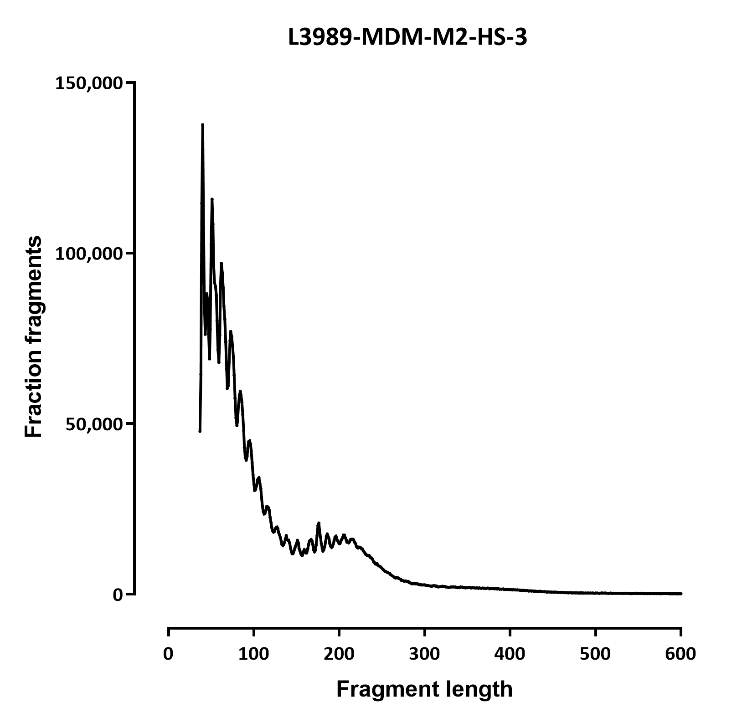 L3989-MDM-M2-HS-3
150,000
100,000
50,000
0
Fraction fragments
0 100 200 300 400 500 600
Fragment length